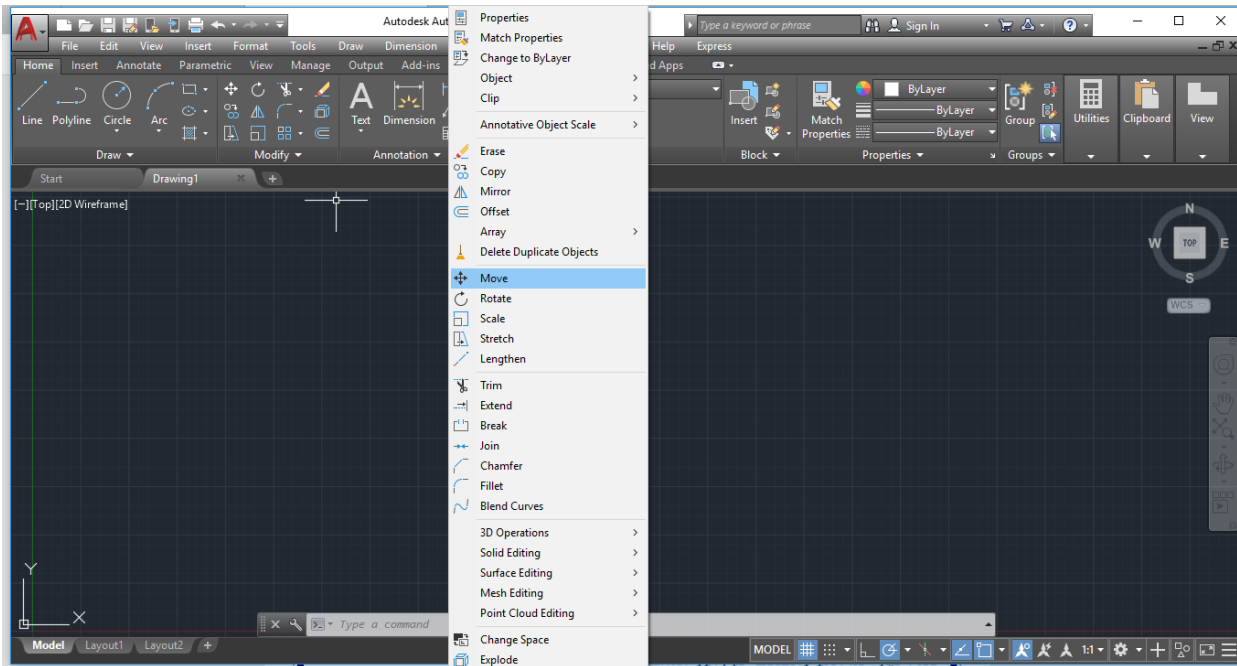 Autodesk Aut
Type a keyword or phrase
Sign In
File Edit View Insert Format Tools Draw Dimension
Help Express
Home Insert Annotate Parametric View Manage Output Add-ins
d Apps
Line Polyline Circle Arc
Text Dimension
Insert
Match
Properties
ByLayer
ByLayer
ByLayer
Group
Utilities Clipboard View
Draw Modify Annotation
Block Properties Groups
Start Drawing1
[−][Top][2D Wireframe]
Properties
Match Properties
Change to ByLayer
Object
Clip
Annotative Object Scale
Erase
Copy
Mirror
Offset
Array
Delete Duplicate Objects
Move
Rotate
Scale
Stretch
Lengthen
Trim
Extend
Break
Join
Chamfer
Fillet
Blend Curves
3D Operations
Solid Editing
Surface Editing
Mesh Editing
Point Cloud Editing
Change Space
Explode
N
W TOP E
S
WCS
Y
X
Type a command
Model Layout1 Layout2 +
MODEL 1:1